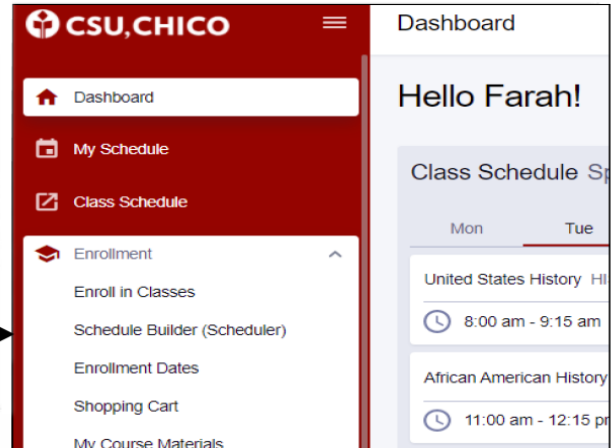 CSU, CHICO
Dashboard
My Schedule
Class Schedule
Enrollment
Enroll in Classes
Schedule Builder (Scheduler)
Enrollment Dates
Shopping Cart
My Course Materials
Dashboard
Hello Farah!
Class Schedule
Mon Tue
United States History
8:00 am - 9:15 am
African American History
11:00 am - 12:15